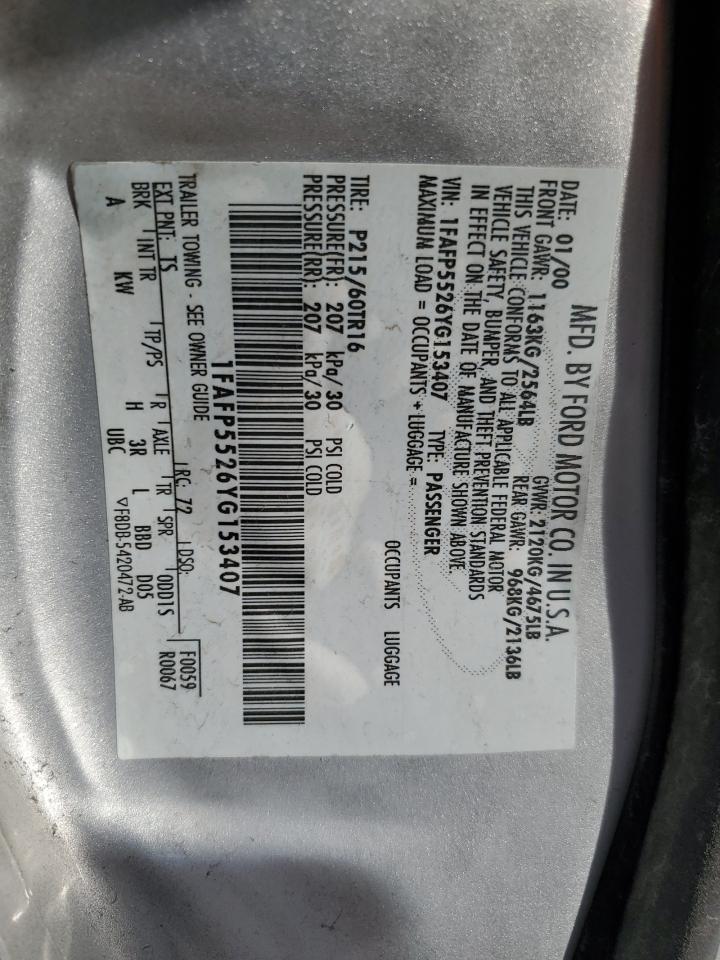 MFD. BY FORD MOTOR CO. IN U.S.A.
DATE: 01/00 GVWR: 2120KG/4675LB
FRONT GAWR: 1163KG/2564LB REAR GAWR: 968KG/2136LB
THIS VEHICLE CONFORMS TO ALL APPLICABLE FEDERAL MOTOR
VEHICLE SAFETY, BUMPER, AND THEFT PREVENTION STANDARDS
IN EFFECT ON THE DATE OF MANUFACTURE SHOWN ABOVE.
VIN: 1FAFP5526YG153407 TYPE: PASSENGER
MAXIMUM LOAD = OCCUPANTS + LUGGAGE =
OCCUPANTS LUGGAGE
TIRE: P215/60TR16
PRESSURE(FR): 207 kPa/30 PSI COLD
PRESSURE(RR): 207 kPa/30 PSI COLD
1FAFP5526YG153407
TRAILER TOWING - SEE OWNER GUIDE
F0059
R0067
EXT PNT: TS RC: 72 DSO:
BRK INT TR TP/PS R AXLE TR SPR ODD1S
A KW H 3R L BBD D05
UBC
▽F8DB-5420472-AB